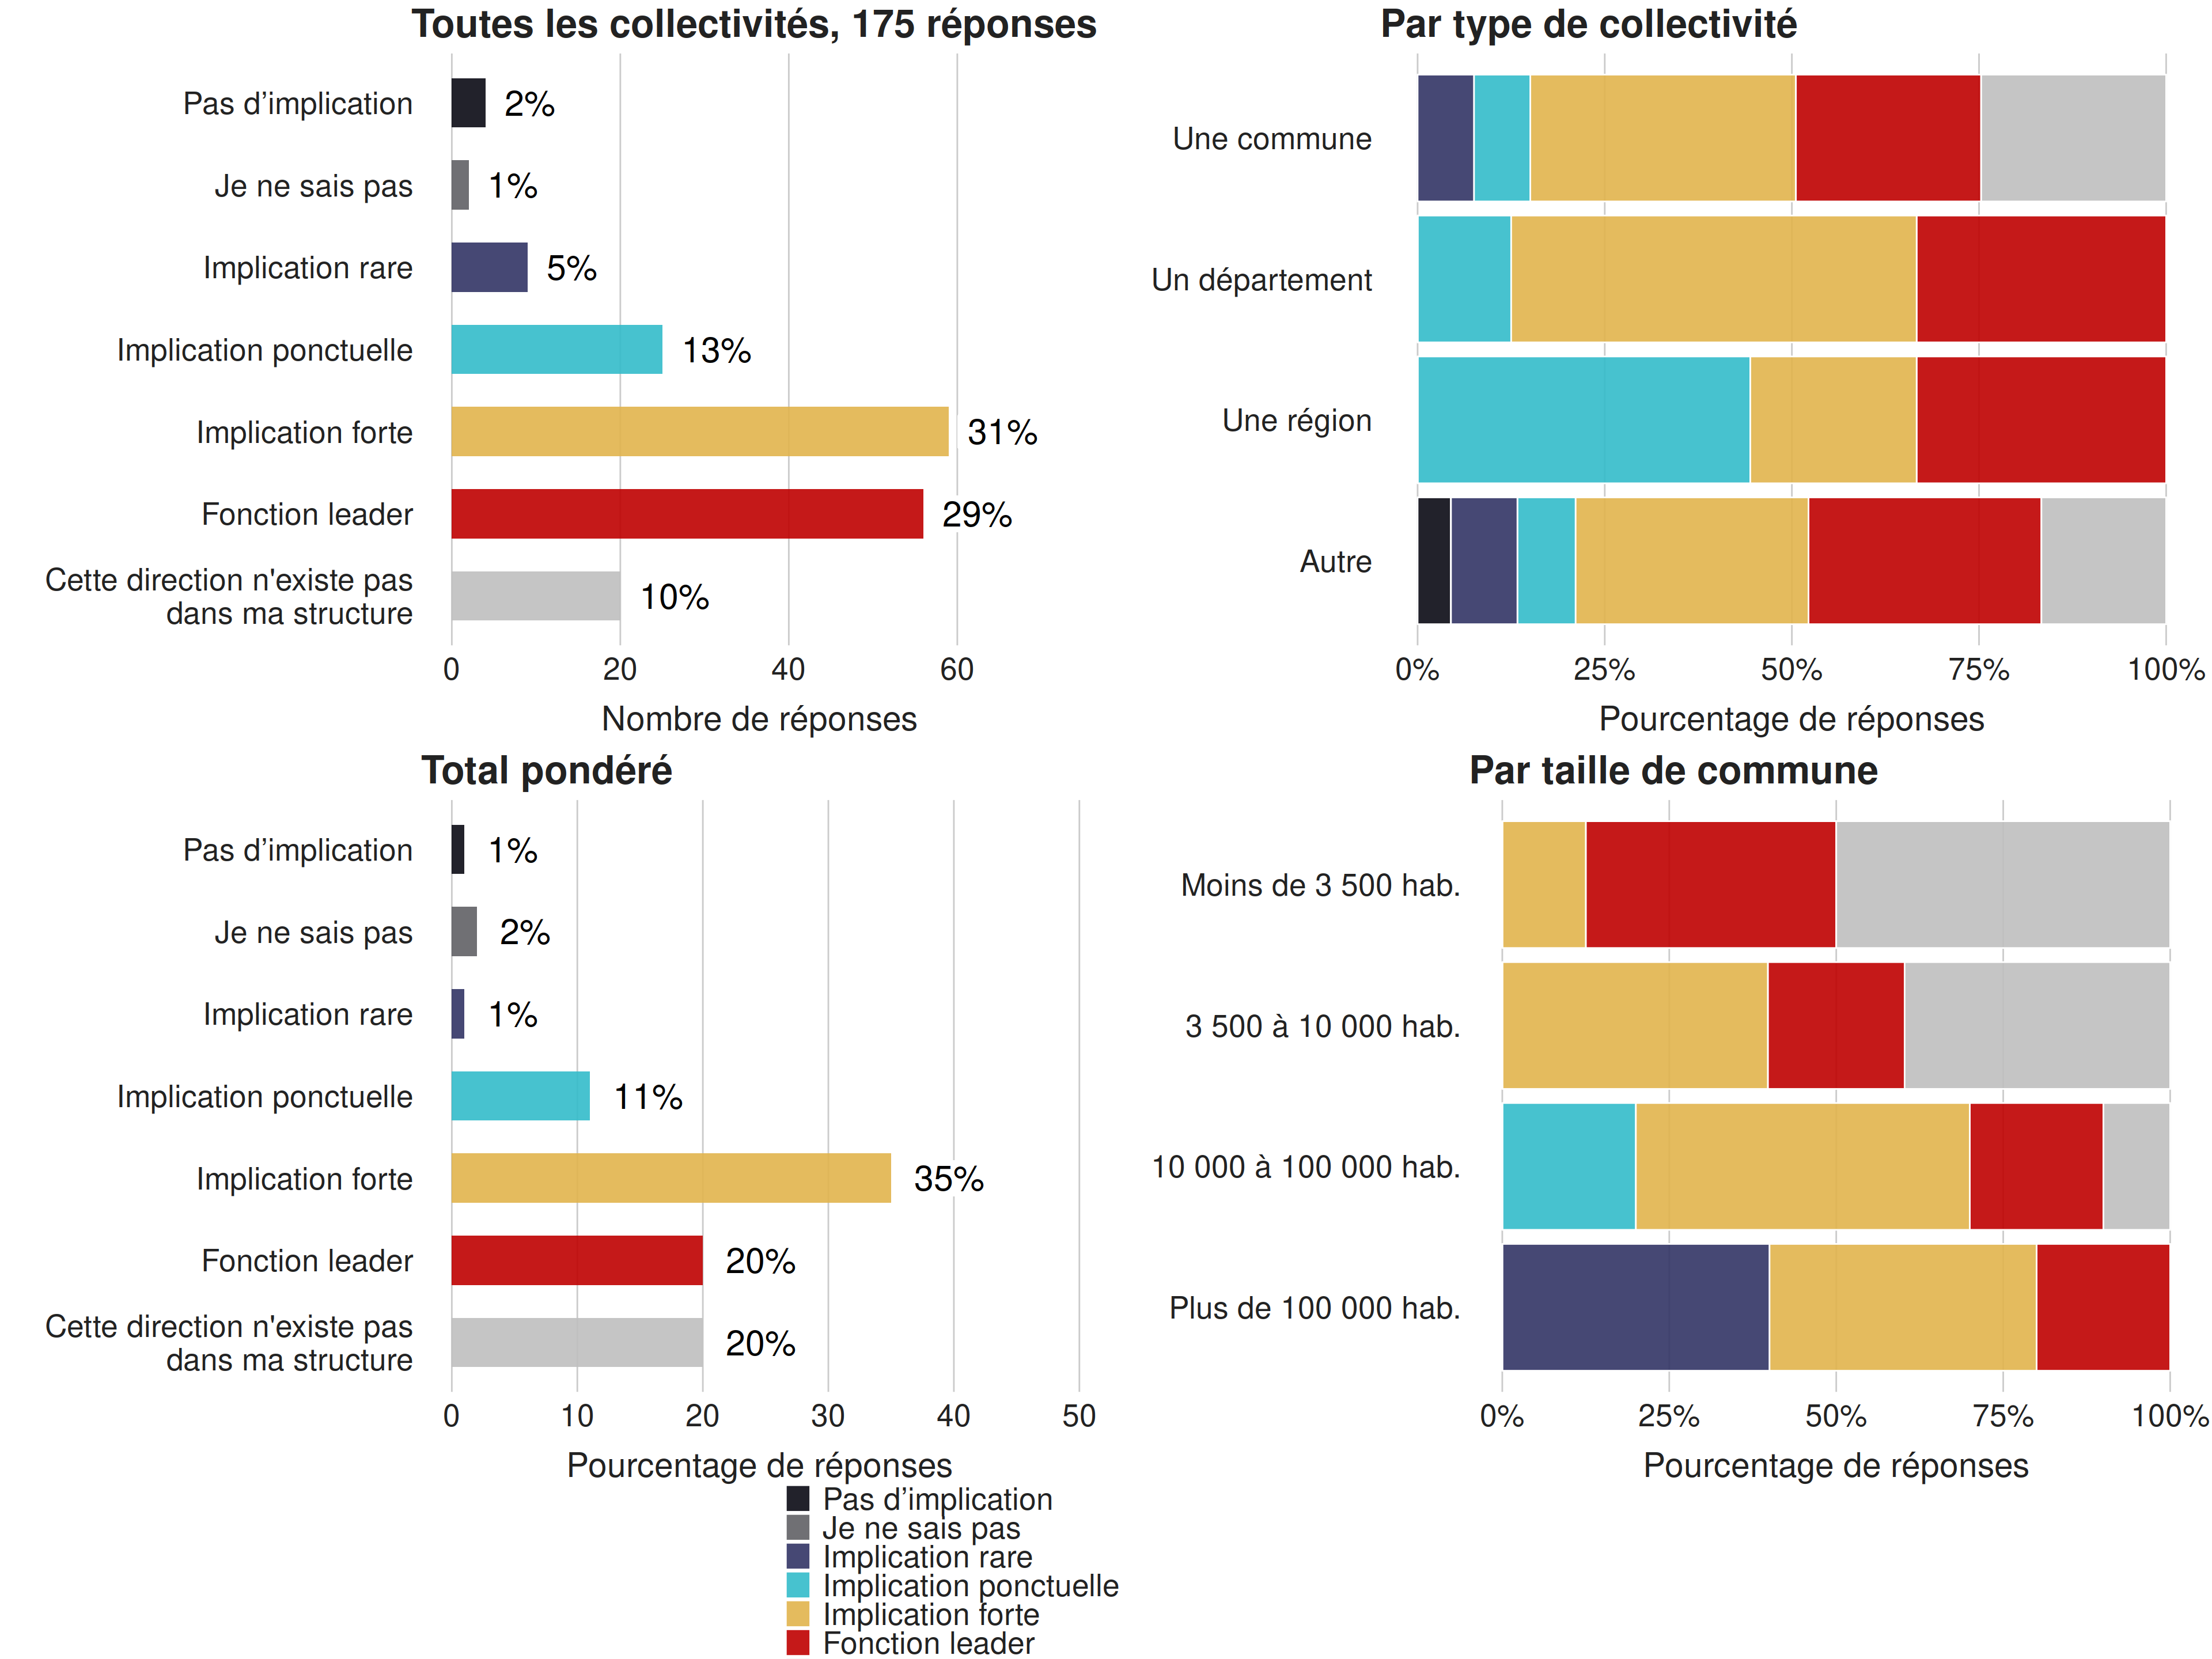 Toutes les collectivités, 175 réponses
Pas d’implication
2%
Je ne sais pas
1%
Implication rare
5%
Implication ponctuelle
13%
Implication forte
31%
Fonction leader
29%
Cette direction n'existe pas
dans ma structure
10%
0 20 40 60
Nombre de réponses
Par type de collectivité
Une commune
Un département
Une région
Autre
0% 25% 50% 75% 100%
Pourcentage de réponses
Total pondéré
Pas d’implication
1%
Je ne sais pas
2%
Implication rare
1%
Implication ponctuelle
11%
Implication forte
35%
Fonction leader
20%
Cette direction n'existe pas
dans ma structure
20%
0 10 20 30 40 50
Pourcentage de réponses
Par taille de commune
Moins de 3 500 hab.
3 500 à 10 000 hab.
10 000 à 100 000 hab.
Plus de 100 000 hab.
0% 25% 50% 75% 100%
Pourcentage de réponses
Pas d’implication
Je ne sais pas
Implication rare
Implication ponctuelle
Implication forte
Fonction leader